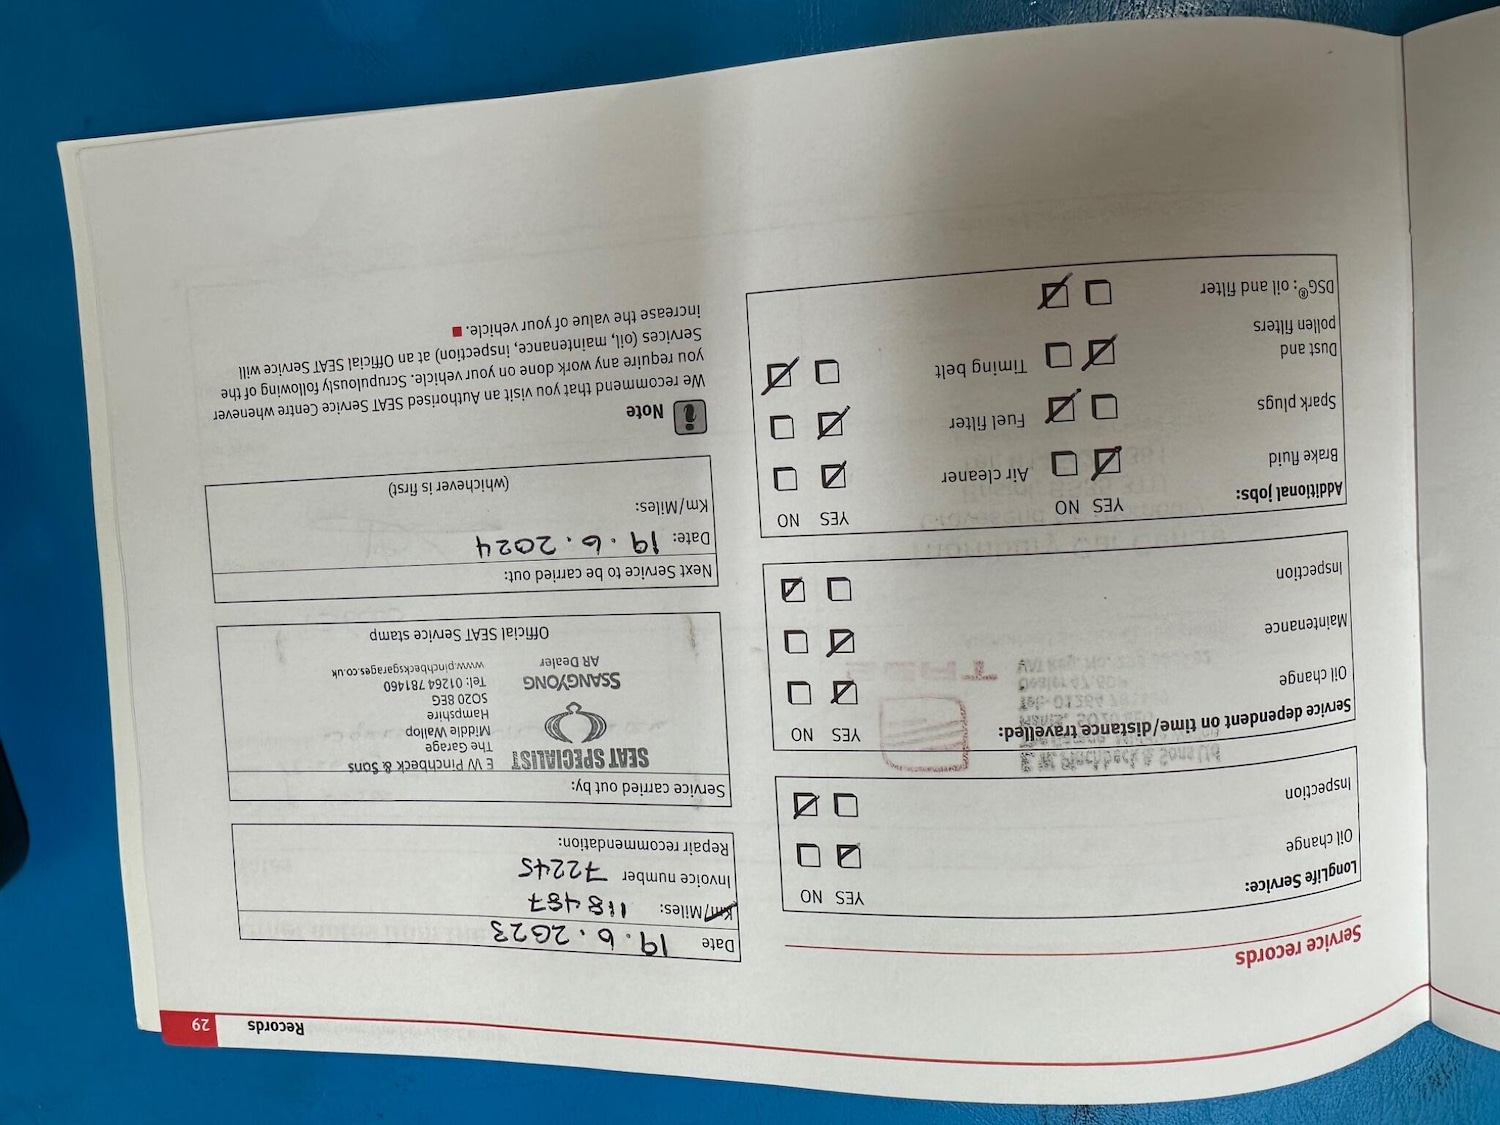 Records 29
Service records
LongLife Service:
YES NO
Oil change
Inspection
Service dependent on time/distance travelled:
YES NO
Oil change
Maintenance
Inspection
Additional jobs:
YES NO YES NO
Brake fluid Air cleaner
Spark plugs Fuel filter
Dust and
pollen filters Timing belt
DSG®: oil and filter
Date 19.6.2023
Km/Miles: 118487
Invoice number 72245
Repair recommendation:
Service carried out by:
SEAT SPECIALIST
SSANGYONG
AR Dealer
E W Pinchbeck & Sons
The Garage
Middle Wallop
Hampshire
SO20 8EG
Tel: 01264 781460
www.pinchbecksgarages.co.uk
Official SEAT Service stamp
Next Service to be carried out:
Date: 19.6.2024
Km/Miles:
(whichever is first)
Note
We recommend that you visit an Authorised SEAT Service Centre whenever
you require any work done on your vehicle. Scrupulously following of the
Services (oil, maintenance, inspection) at an Official SEAT Service will
increase the value of your vehicle.